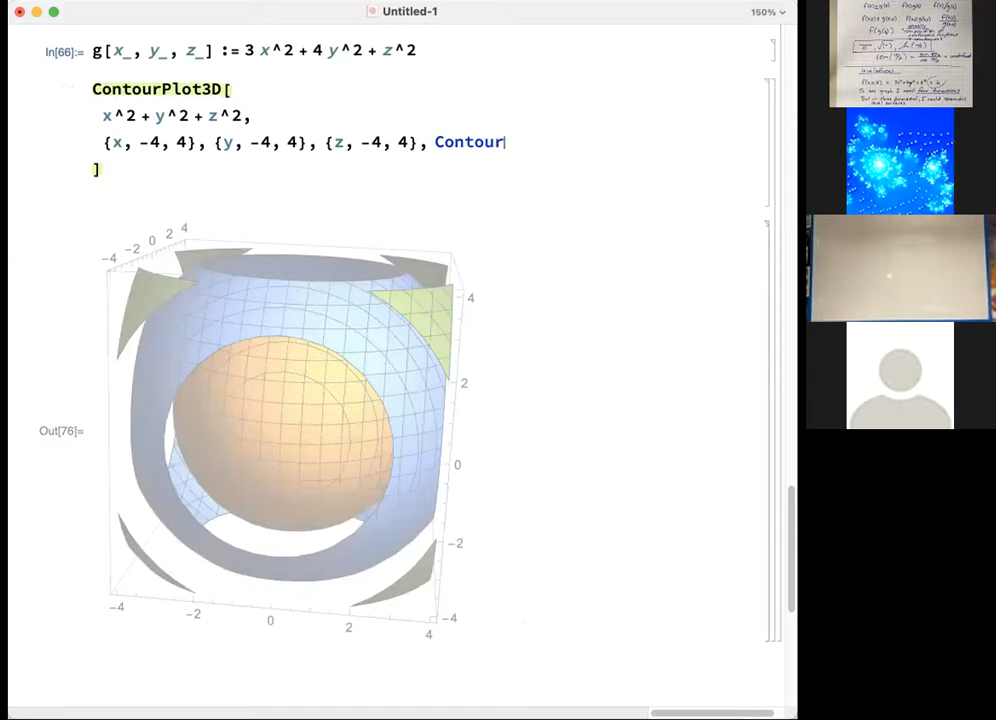 Untitled-1
150%
In[66]:= g[x_, y_, z_] := 3 x^2 + 4 y^2 + z^2
ContourPlot3D[
x^2 + y^2 + z^2,
{x, -4, 4}, {y, -4, 4}, {z, -4, 4}, Contour
]
-4 -2 0 2 4
4
2
Out[76]=
0
-2
-4
-4 -2 0 2 4